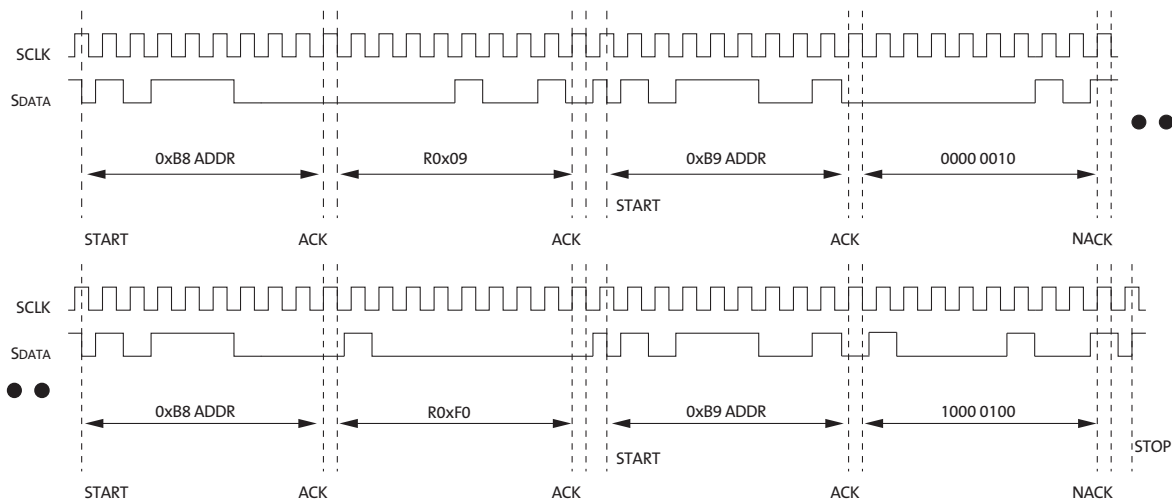 SCLK
SDATA
0xB8 ADDR R0x09 0xB9 ADDR 0000 0010
START
START ACK ACK ACK NACK
SCLK
SDATA
0xB8 ADDR R0xF0 0xB9 ADDR 1000 0100
START STOP
START ACK ACK ACK NACK